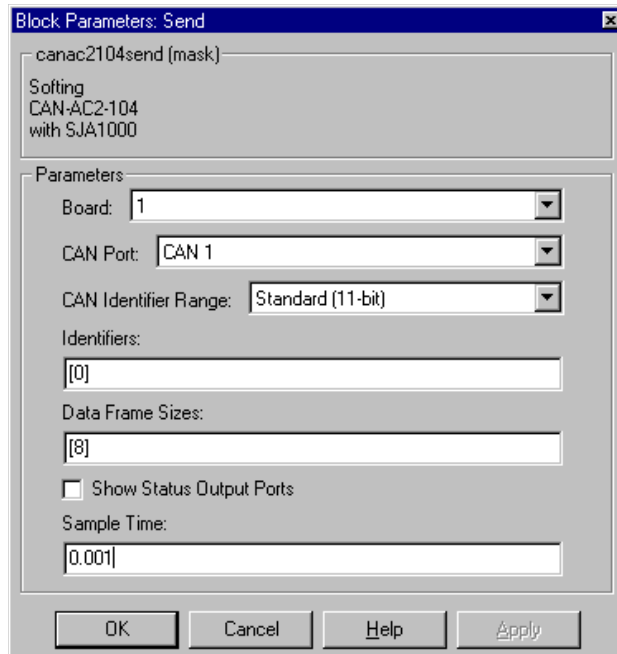 Block Parameters: Send
canac2104send (mask)
Softing
CAN-AC2-104
with SJA1000
Parameters
Board: 1
CAN Port: CAN 1
CAN Identifier Range: Standard (11-bit)
Identifiers:
[0]
Data Frame Sizes:
[8]
Show Status Output Ports
Sample Time:
0.001
OK Cancel Help Apply